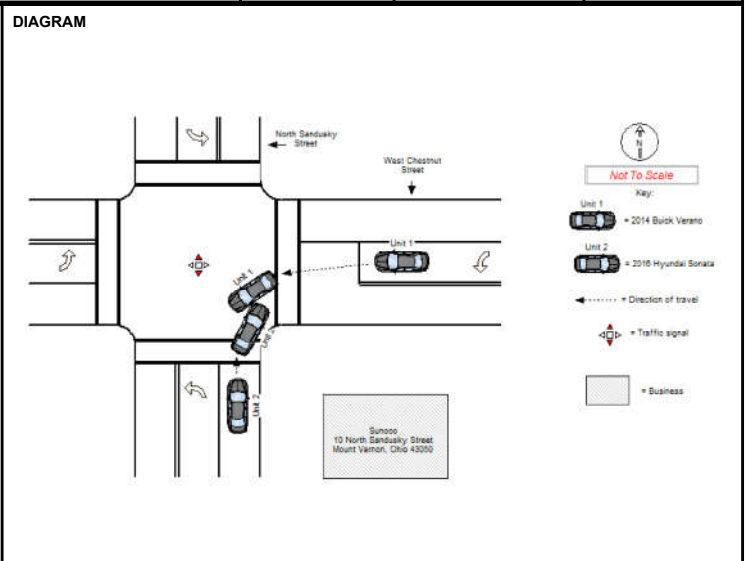 DIAGRAM
North Sandusky
Street
West Chestnut
Street
N
Not To Scale
Key:
Unit 1
= 2014 Buick Verano
Unit 2
= 2016 Hyundai Sonata
= Direction of travel
= Traffic signal
= Business
Unit 1
Unit 1
Unit 2
Unit 2
Sunoco
10 North Sandusky Street
Mount Vernon, Ohio 43050